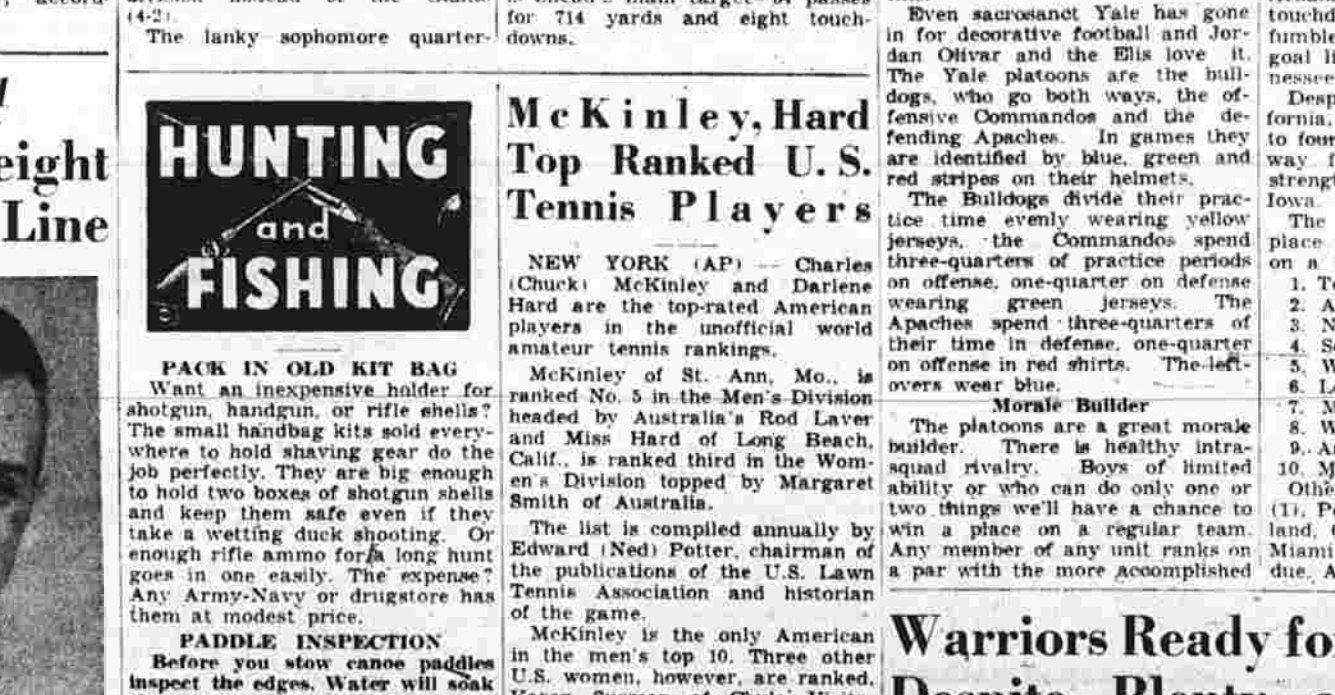 (4-2).
The lanky sophomore quarter-
eight
Line
HUNTING
and
FISHING
PACK IN OLD KIT BAG
Want an inexpensive holder for
shotgun, handgun, or rifle shells?
The small handbag kits sold every-
where to hold shaving gear do the
job perfectly. They are big enough
to hold two boxes of shotgun shells
and keep them safe even if they
take a wetting duck shooting. Or
enough rifle ammo for a long hunt
goes in one easily. The expense?
Any Army-Navy or drugstore has
them at modest price.
PADDLE INSPECTION
Before you stow canoe paddles
inspect the edges. Water will soak
for 714 yards and eight touch-
downs.
McKinley, Hard
Top Ranked U. S.
Tennis Players
NEW YORK (AP) — Charles
(Chuck) McKinley and Darlene
Hard are the top-rated American
players in the unofficial world
amateur tennis rankings.
McKinley of St. Ann, Mo., is
ranked No. 5 in the Men's Division
headed by Australia's Rod Laver
and Miss Hard of Long Beach,
Calif., is ranked third in the Wom-
en's Division topped by Margaret
Smith of Australia.
The list is compiled annually by
Edward (Ned) Potter, chairman of
the publications of the U.S. Lawn
Tennis Association and historian
of the game.
McKinley is the only American
in the men's top 10. Three other
U.S. women, however, are ranked.
Even sacrosanct Yale has gone
in for decorative football and Jor-
dan Olivar and the Elis love it.
The Yale platoons are the bull-
dogs, who go both ways, the of-
fensive Commandos and the de-
fending Apaches. In games they
are identified by blue, green and
red stripes on their helmets.
The Bulldogs divide their prac-
tice time evenly wearing yellow
jerseys, the Commandos spend
three-quarters of practice periods
on offense, one-quarter on defense
wearing green jerseys. The
Apaches spend three-quarters of
their time in defense, one-quarter
on offense in red shirts. The left-
overs wear blue.
Morale Builder
The platoons are a great morale
builder. There is healthy intra-
squad rivalry. Boys of limited
ability or who can do only one or
two things we'll have a chance to
win a place on a regular team.
Any member of any unit ranks on
a par with the more accomplished
Warriors Ready fo
touchd
fumble
goal li
nessee
Desp
fornia,
to four
way f
strengt
Iowa.
The
place
on a
1. T
2. A
3. N
4. S
5. W
6. L
7. M
8. W
9. A
10. M
Othe
(1), P
land,
Miami
due, A